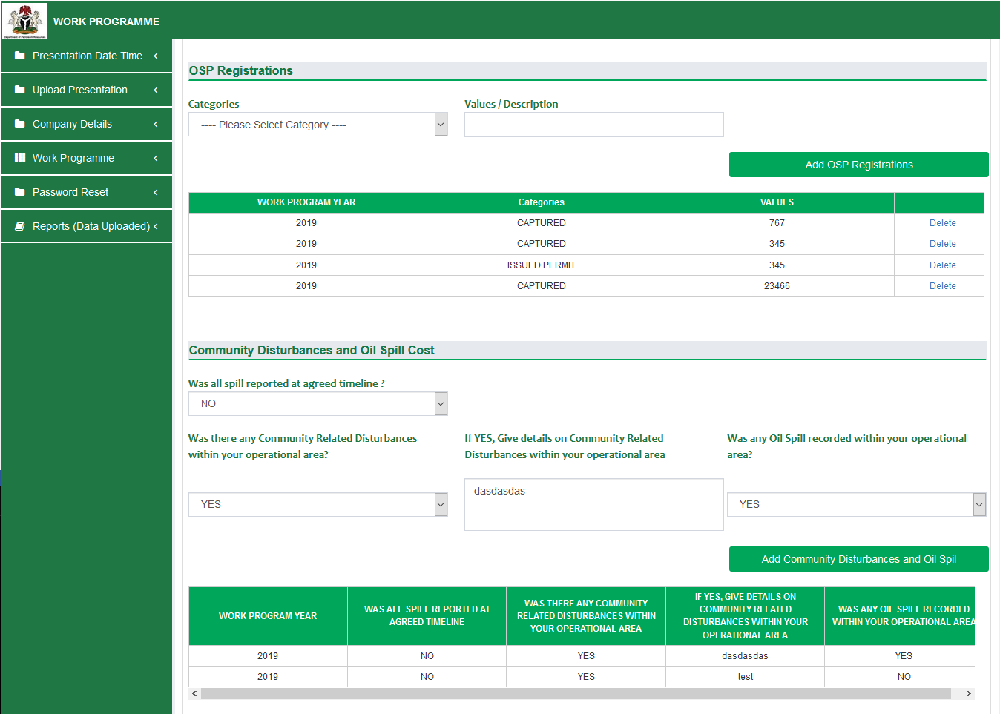 Department of Petroleum Resources
WORK PROGRAMME
Presentation Date Time
Upload Presentation
Company Details
Work Programme
Password Reset
Reports (Data Uploaded)
OSP Registrations
Categories Values / Description
---- Please Select Category ----
Add OSP Registrations
WORK PROGRAM YEAR Categories VALUES
2019 CAPTURED 767 Delete
2019 CAPTURED 345 Delete
2019 ISSUED PERMIT 345 Delete
2019 CAPTURED 23466 Delete
Community Disturbances and Oil Spill Cost
Was all spill reported at agreed timeline ?
NO
Was there any Community Related Disturbances
within your operational area?
If YES, Give details on Community Related
Disturbances within your operational area
Was any Oil Spill recorded within your operational
area?
YES
dasdasdas
YES
Add Community Disturbances and Oil Spil
WORK PROGRAM YEAR
WAS ALL SPILL REPORTED AT
AGREED TIMELINE
WAS THERE ANY COMMUNITY
RELATED DISTURBANCES WITHIN
YOUR OPERATIONAL AREA
IF YES, GIVE DETAILS ON
COMMUNITY RELATED
DISTURBANCES WITHIN YOUR
OPERATIONAL AREA
WAS ANY OIL SPILL RECORDED
WITHIN YOUR OPERATIONAL AREA
2019 NO YES dasdasdas YES
2019 NO YES test NO